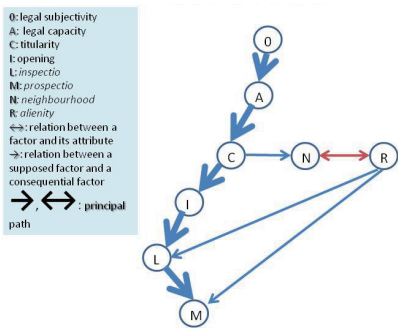 0: legal subjectivity
A: legal capacity
C: titularity
I: opening
L: inspectio
M: prospectio
N: neighbourhood
R: alienity
↔: relation between a
factor and its attribute
→: relation between a
supposed factor and a
consequential factor
→, ↔: principal
path
0
A
C
N
R
I
L
M